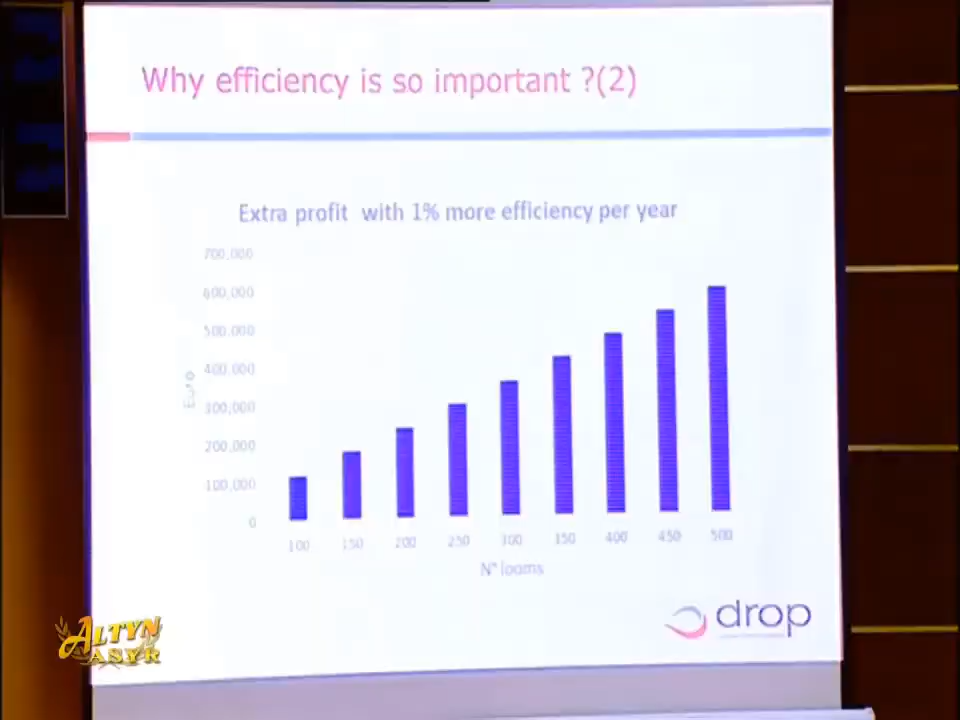 Why efficiency is so important ?(2)
Extra profit with 1% more efficiency per year
700,000
600,000
500,000
400,000
300,000
200,000
100,000
0
Euro
100 150 200 250 300 350 400 450 500
N° looms
drop
ALTYN
ASYR